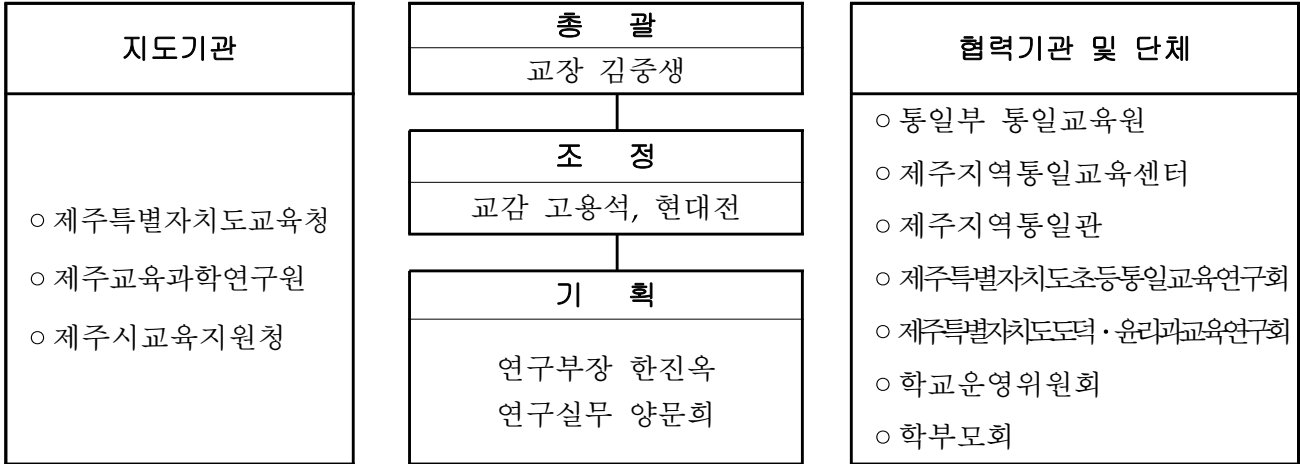 지도기관
○ 제주특별자치도교육청
○ 제주교육과학연구원
○ 제주시교육지원청
총 괄
교장 김중생
조 정
교감 고용석, 현대전
기 획
연구부장 한진옥
연구실무 양문희
협력기관 및 단체
○ 통일부 통일교육원
○ 제주지역통일교육센터
○ 제주지역통일관
○ 제주특별자치도초등통일교육연구회
○ 제주특별자치도도덕・윤리과교육연구회
○ 학교운영위원회
○ 학부모회